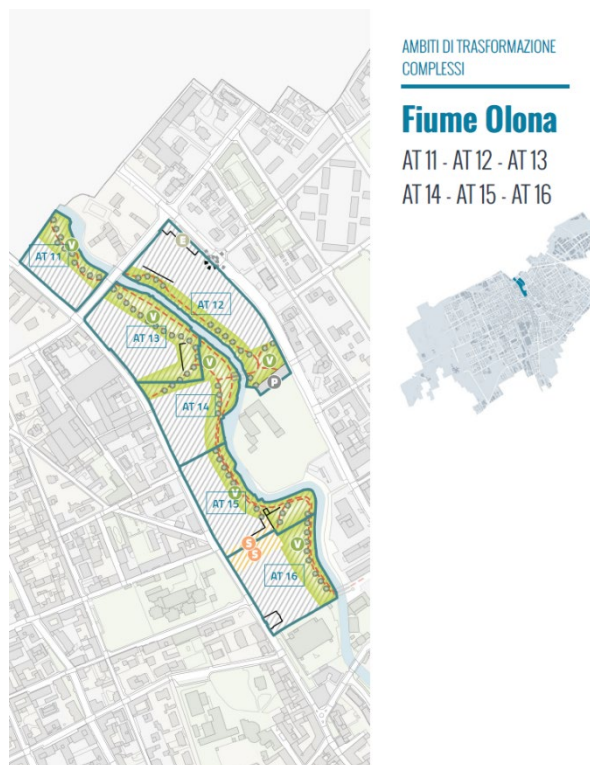 AMBITI DI TRASFORMAZIONE
COMPLESSI
Fiume Olona
AT 11 - AT 12 - AT 13
AT 14 - AT 15 - AT 16
E
V
AT 11
AT 12
V
AT 13
V
V
P
AT 14
V
AT 15
S
S
V
AT 16